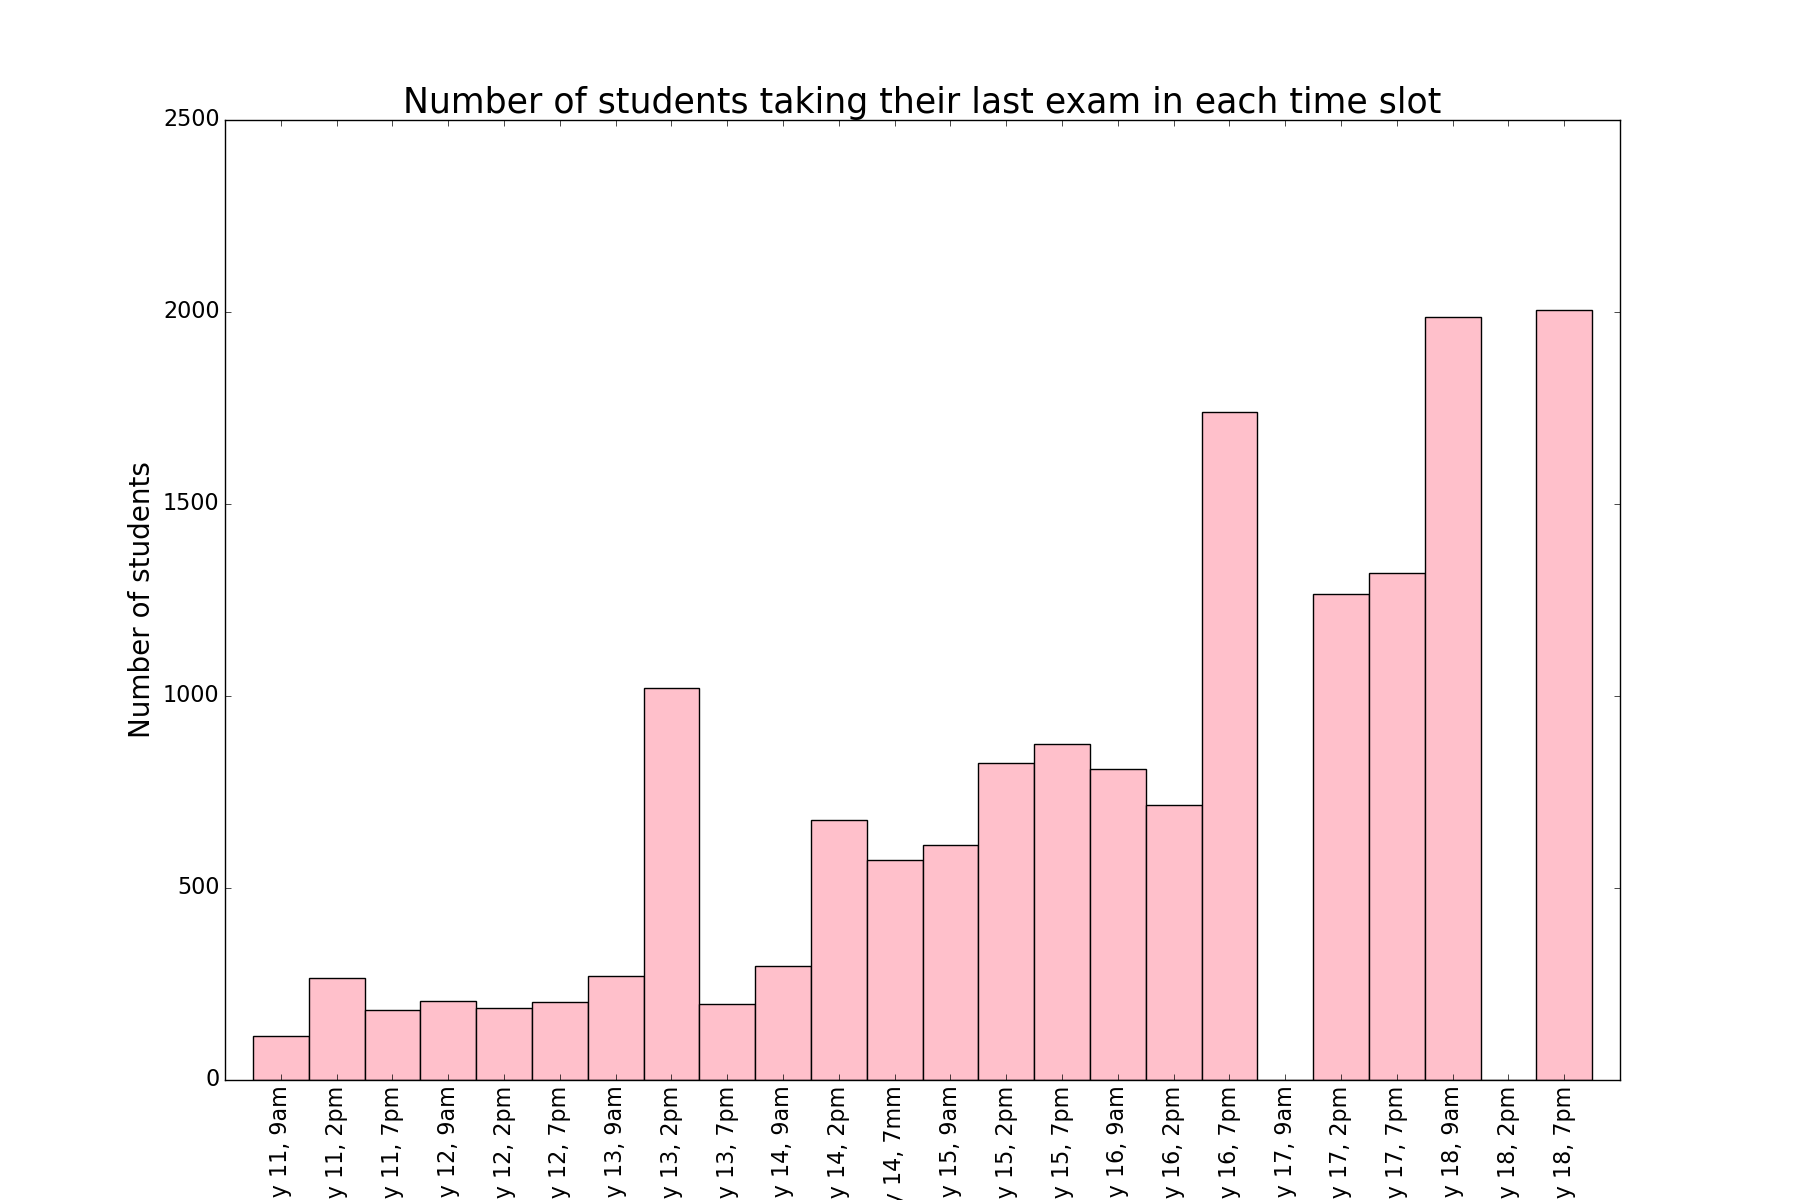 Number of students taking their last exam in each time slot
Number of students
2500
2000
1500
1000
500
0
y 11, 9am
y 11, 2pm
y 11, 7pm
y 12, 9am
y 12, 2pm
y 12, 7pm
y 13, 9am
y 13, 2pm
y 13, 7pm
y 14, 9am
y 14, 2pm
y 14, 7mm
y 15, 9am
y 15, 2pm
y 15, 7pm
y 16, 9am
y 16, 2pm
y 16, 7pm
y 17, 9am
y 17, 2pm
y 17, 7pm
y 18, 9am
y 18, 2pm
y 18, 7pm